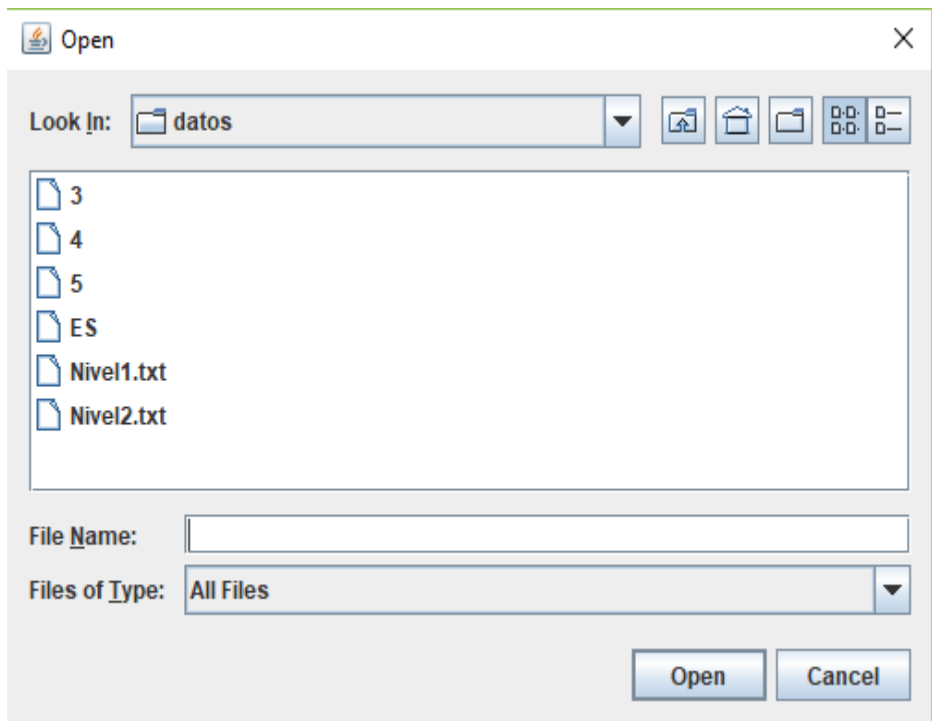 Open
Look In: datos
3
4
5
ES
Nivel1.txt
Nivel2.txt
File Name:
Files of Type: All Files
Open Cancel